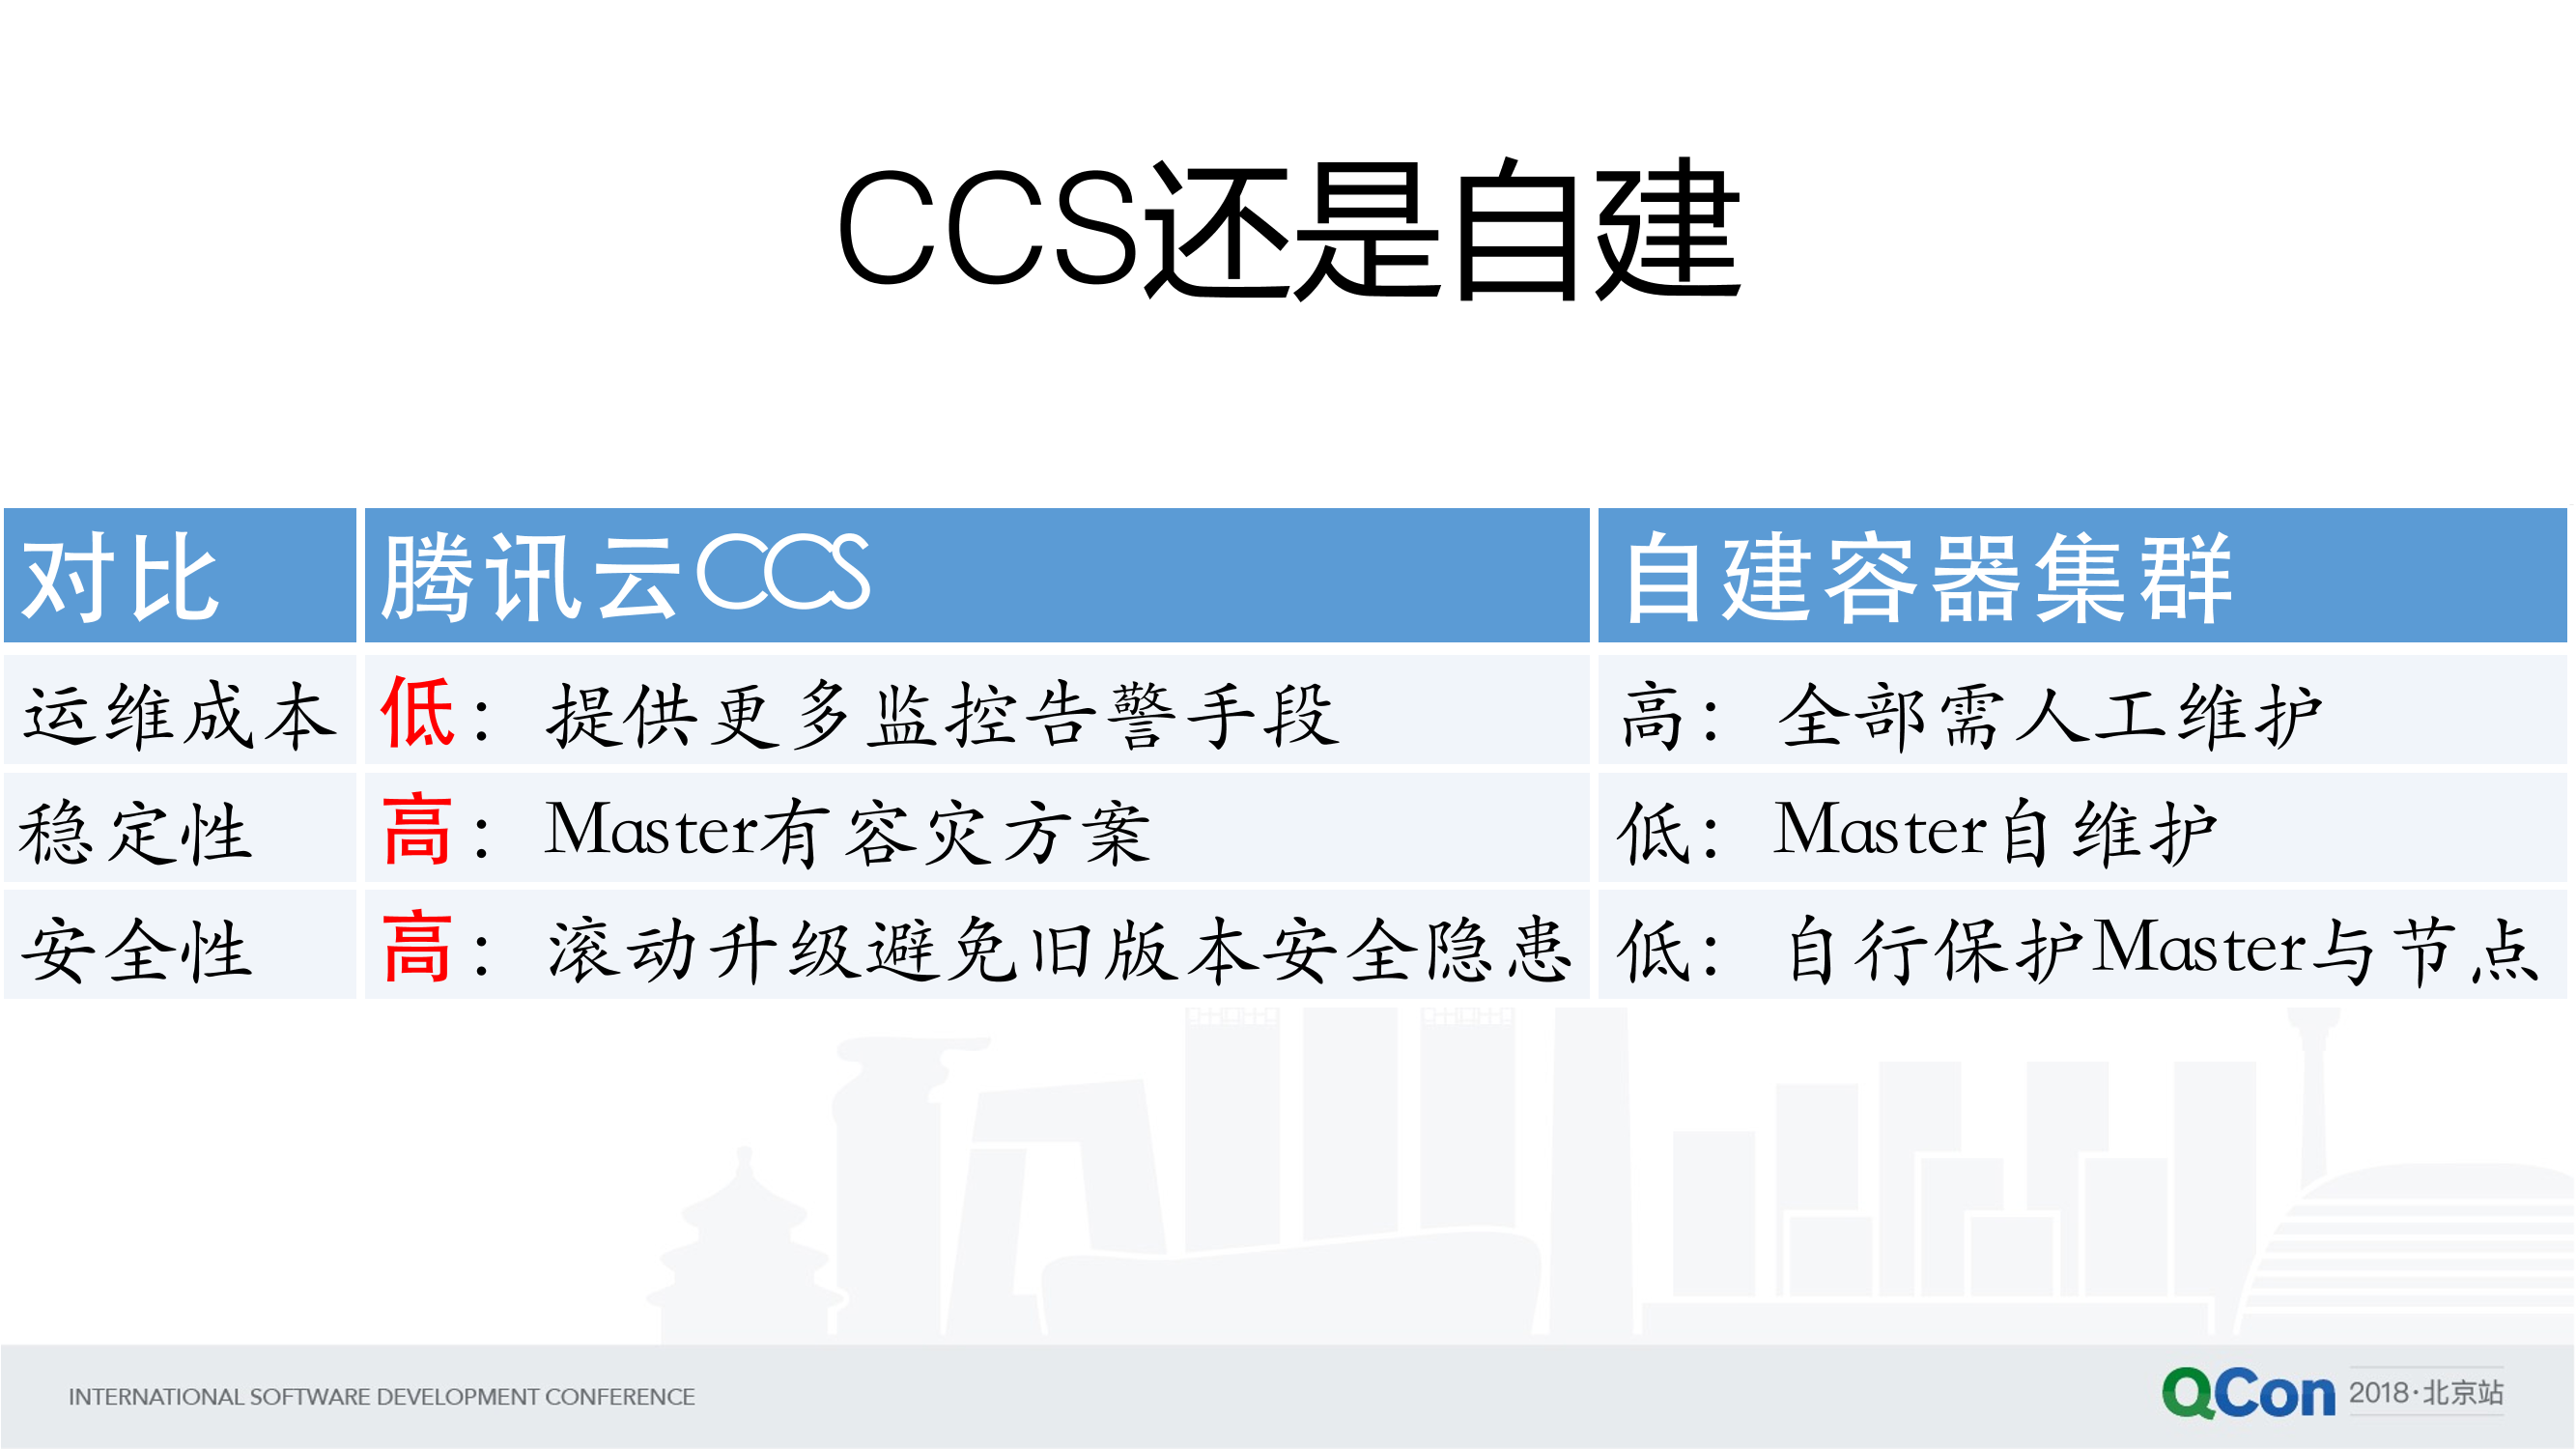 CCS还是自建
对比 腾讯云CCS 自建容器集群
运维成本 低：提供更多监控告警手段 高：全部需人工维护
稳定性 高：Master有容灾方案 低：Master自维护
安全性 高：滚动升级避免旧版本安全隐患 低：自行保护Master与节点
INTERNATIONAL SOFTWARE DEVELOPMENT CONFERENCE
QCon 2018·北京站